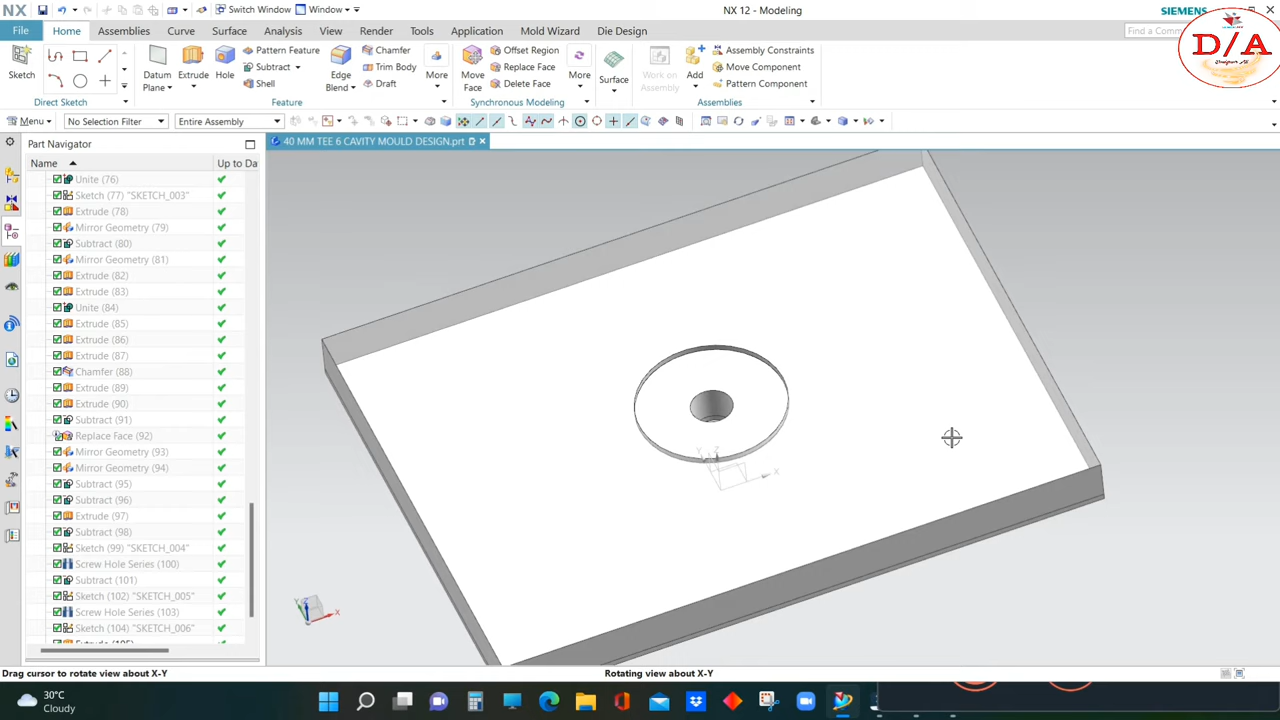 NX
Switch Window
Window
NX 12 - Modeling
SIEMENS
File
Home
Assemblies
Curve
Surface
Analysis
View
Render
Tools
Application
Mold Wizard
Die Design
Find a Comm
D/A
Sketch
Direct Sketch
Datum Plane
Extrude
Hole
Pattern Feature
Subtract
Shell
Edge Blend
Chamfer
Trim Body
Draft
More
Feature
Move Face
Offset Region
Replace Face
Delete Face
More
Synchronous Modeling
Surface
Work on Assembly
Add
Assembly Constraints
Move Component
Pattern Component
Assemblies
Menu
No Selection Filter
Entire Assembly
Part Navigator
40 MM TEE 6 CAVITY MOULD DESIGN.prt
Name
Up to Da
Unite (76)
Sketch (77) "SKETCH_003"
Extrude (78)
Mirror Geometry (79)
Subtract (80)
Mirror Geometry (81)
Extrude (82)
Extrude (83)
Unite (84)
Extrude (85)
Extrude (86)
Extrude (87)
Chamfer (88)
Extrude (89)
Extrude (90)
Subtract (91)
Replace Face (92)
Mirror Geometry (93)
Mirror Geometry (94)
Subtract (95)
Subtract (96)
Extrude (97)
Subtract (98)
Sketch (99) "SKETCH_004"
Screw Hole Series (100)
Subtract (101)
Sketch (102) "SKETCH_005"
Screw Hole Series (103)
Sketch (104) "SKETCH_006"
Extrude (105)
Y
Z
X
Z
X
Drag cursor to rotate view about X-Y
Rotating view about X-Y
30°C
Cloudy